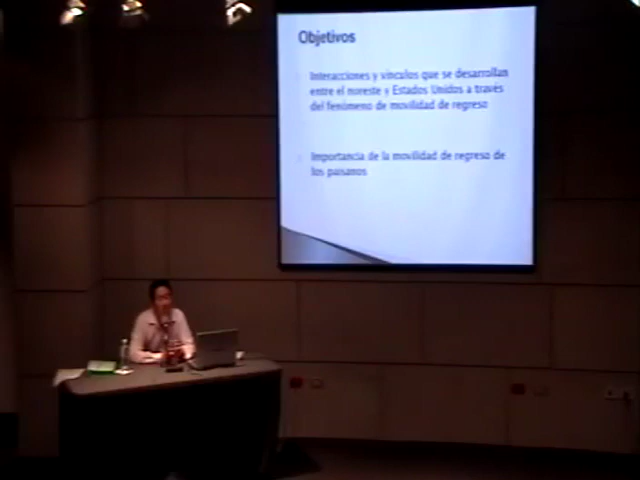 Objetivos
Interacciones y vínculos que se desarrollan
entre el noreste y Estados Unidos a través
del fenómeno de movilidad de regreso
Importancia de la movilidad de regreso de
los paisanos